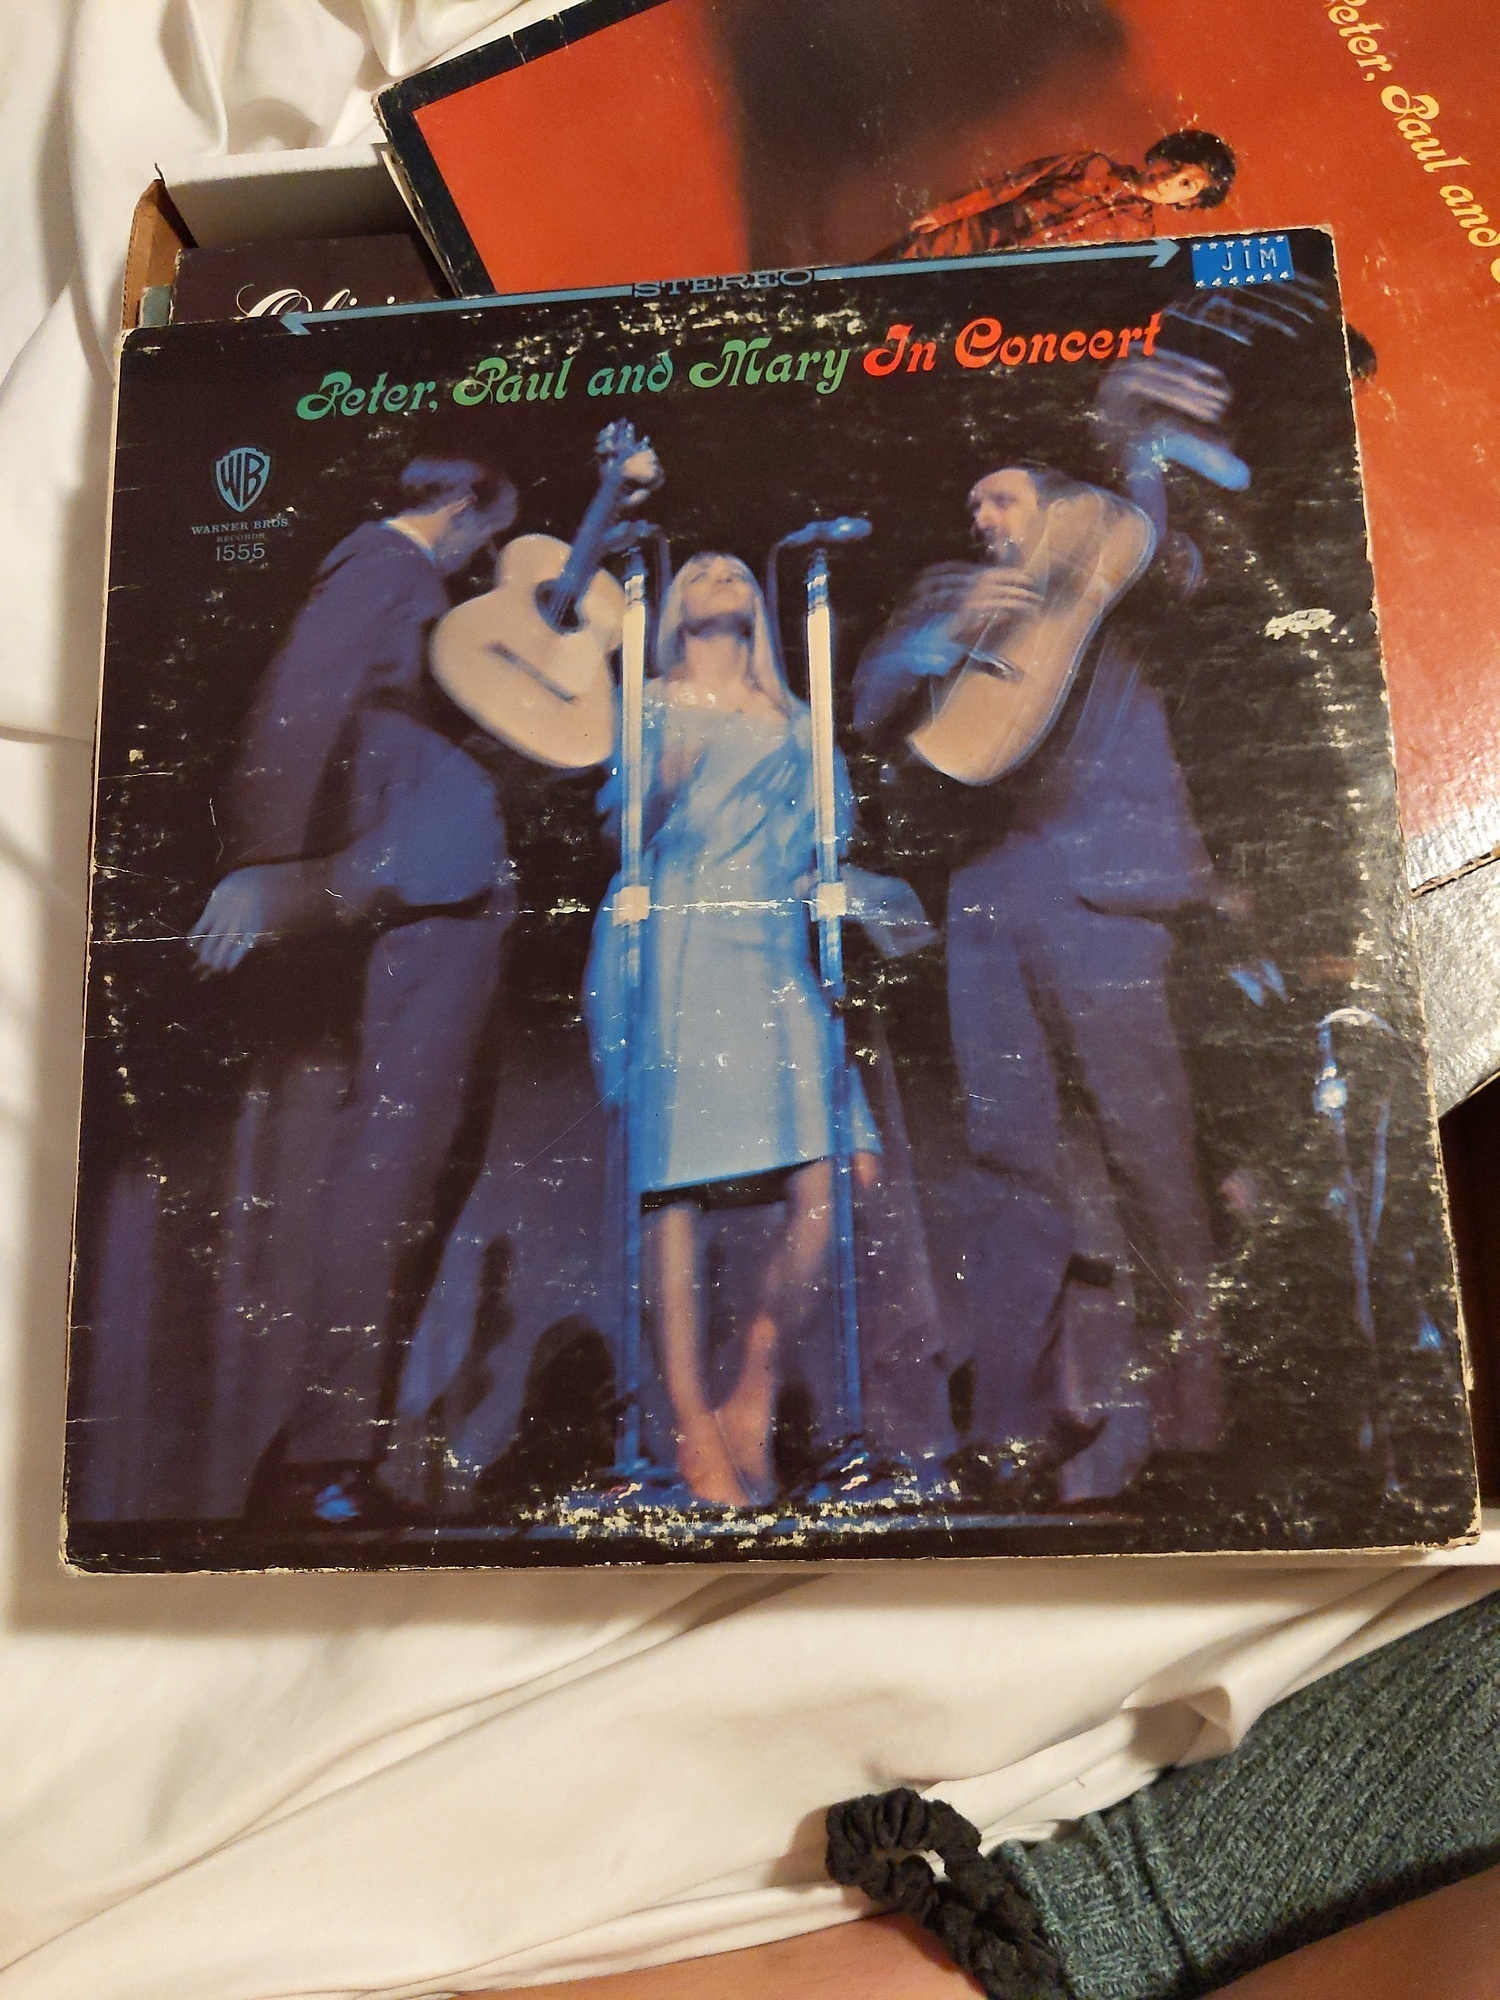 Peter, Paul and
STEREO
JIM
Peter, Paul and Mary In Concert
WB
WARNER BROS.
RECORDS
1555